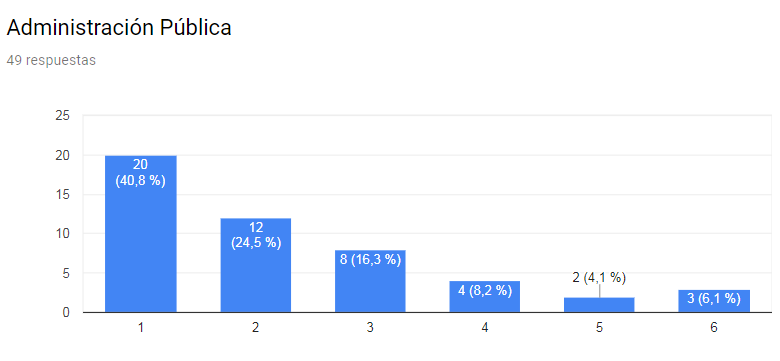 Administración Pública
49 respuestas
25
20
15
10
5
0
20
(40,8 %)
12
(24,5 %)
8 (16,3 %)
4 (8,2 %)
2 (4,1 %)
3 (6,1 %)
1
2
3
4
5
6